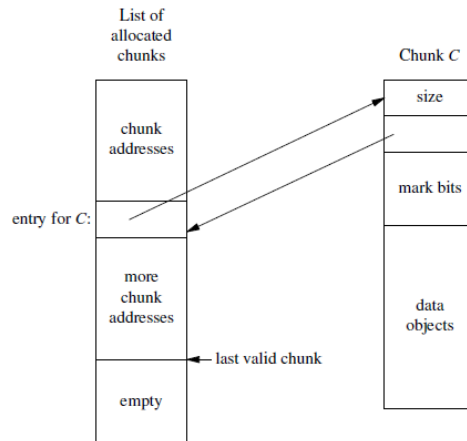 List of
allocated
chunks
Chunk C
size
chunk
addresses
mark bits
entry for C:
more
chunk
addresses
data
objects
last valid chunk
empty